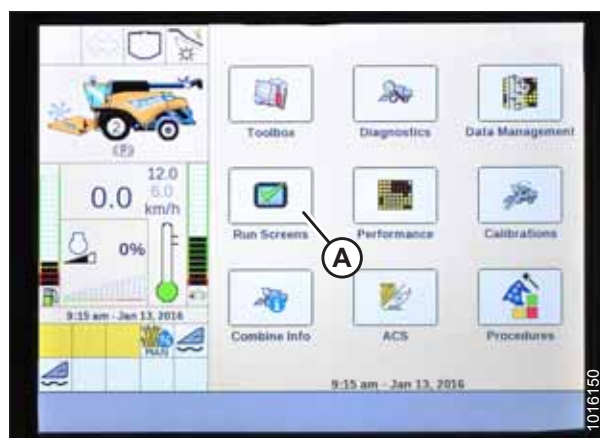 Toolbox Diagnostics Data Management
2
(P)
12.0
0.0 6.0
km/h
Run Screens Performance Calibrations
A
0%
9:15 am - Jan 13, 2016
MAN
Combine Info ACS Procedures
9:15 am - Jan 13, 2016
1016150